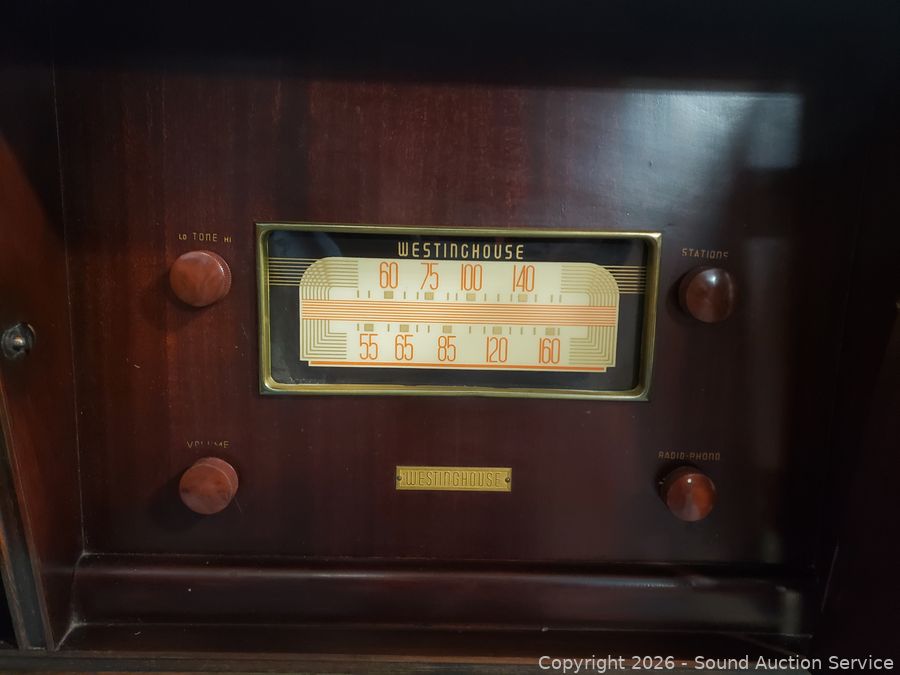 WESTINGHOUSE
LO TONE HI
STATIONS
60 75 100 140
55 65 85 120 160
VOLUME
RADIO-PHONO
WESTINGHOUSE
Copyright 2026 - Sound Auction Service